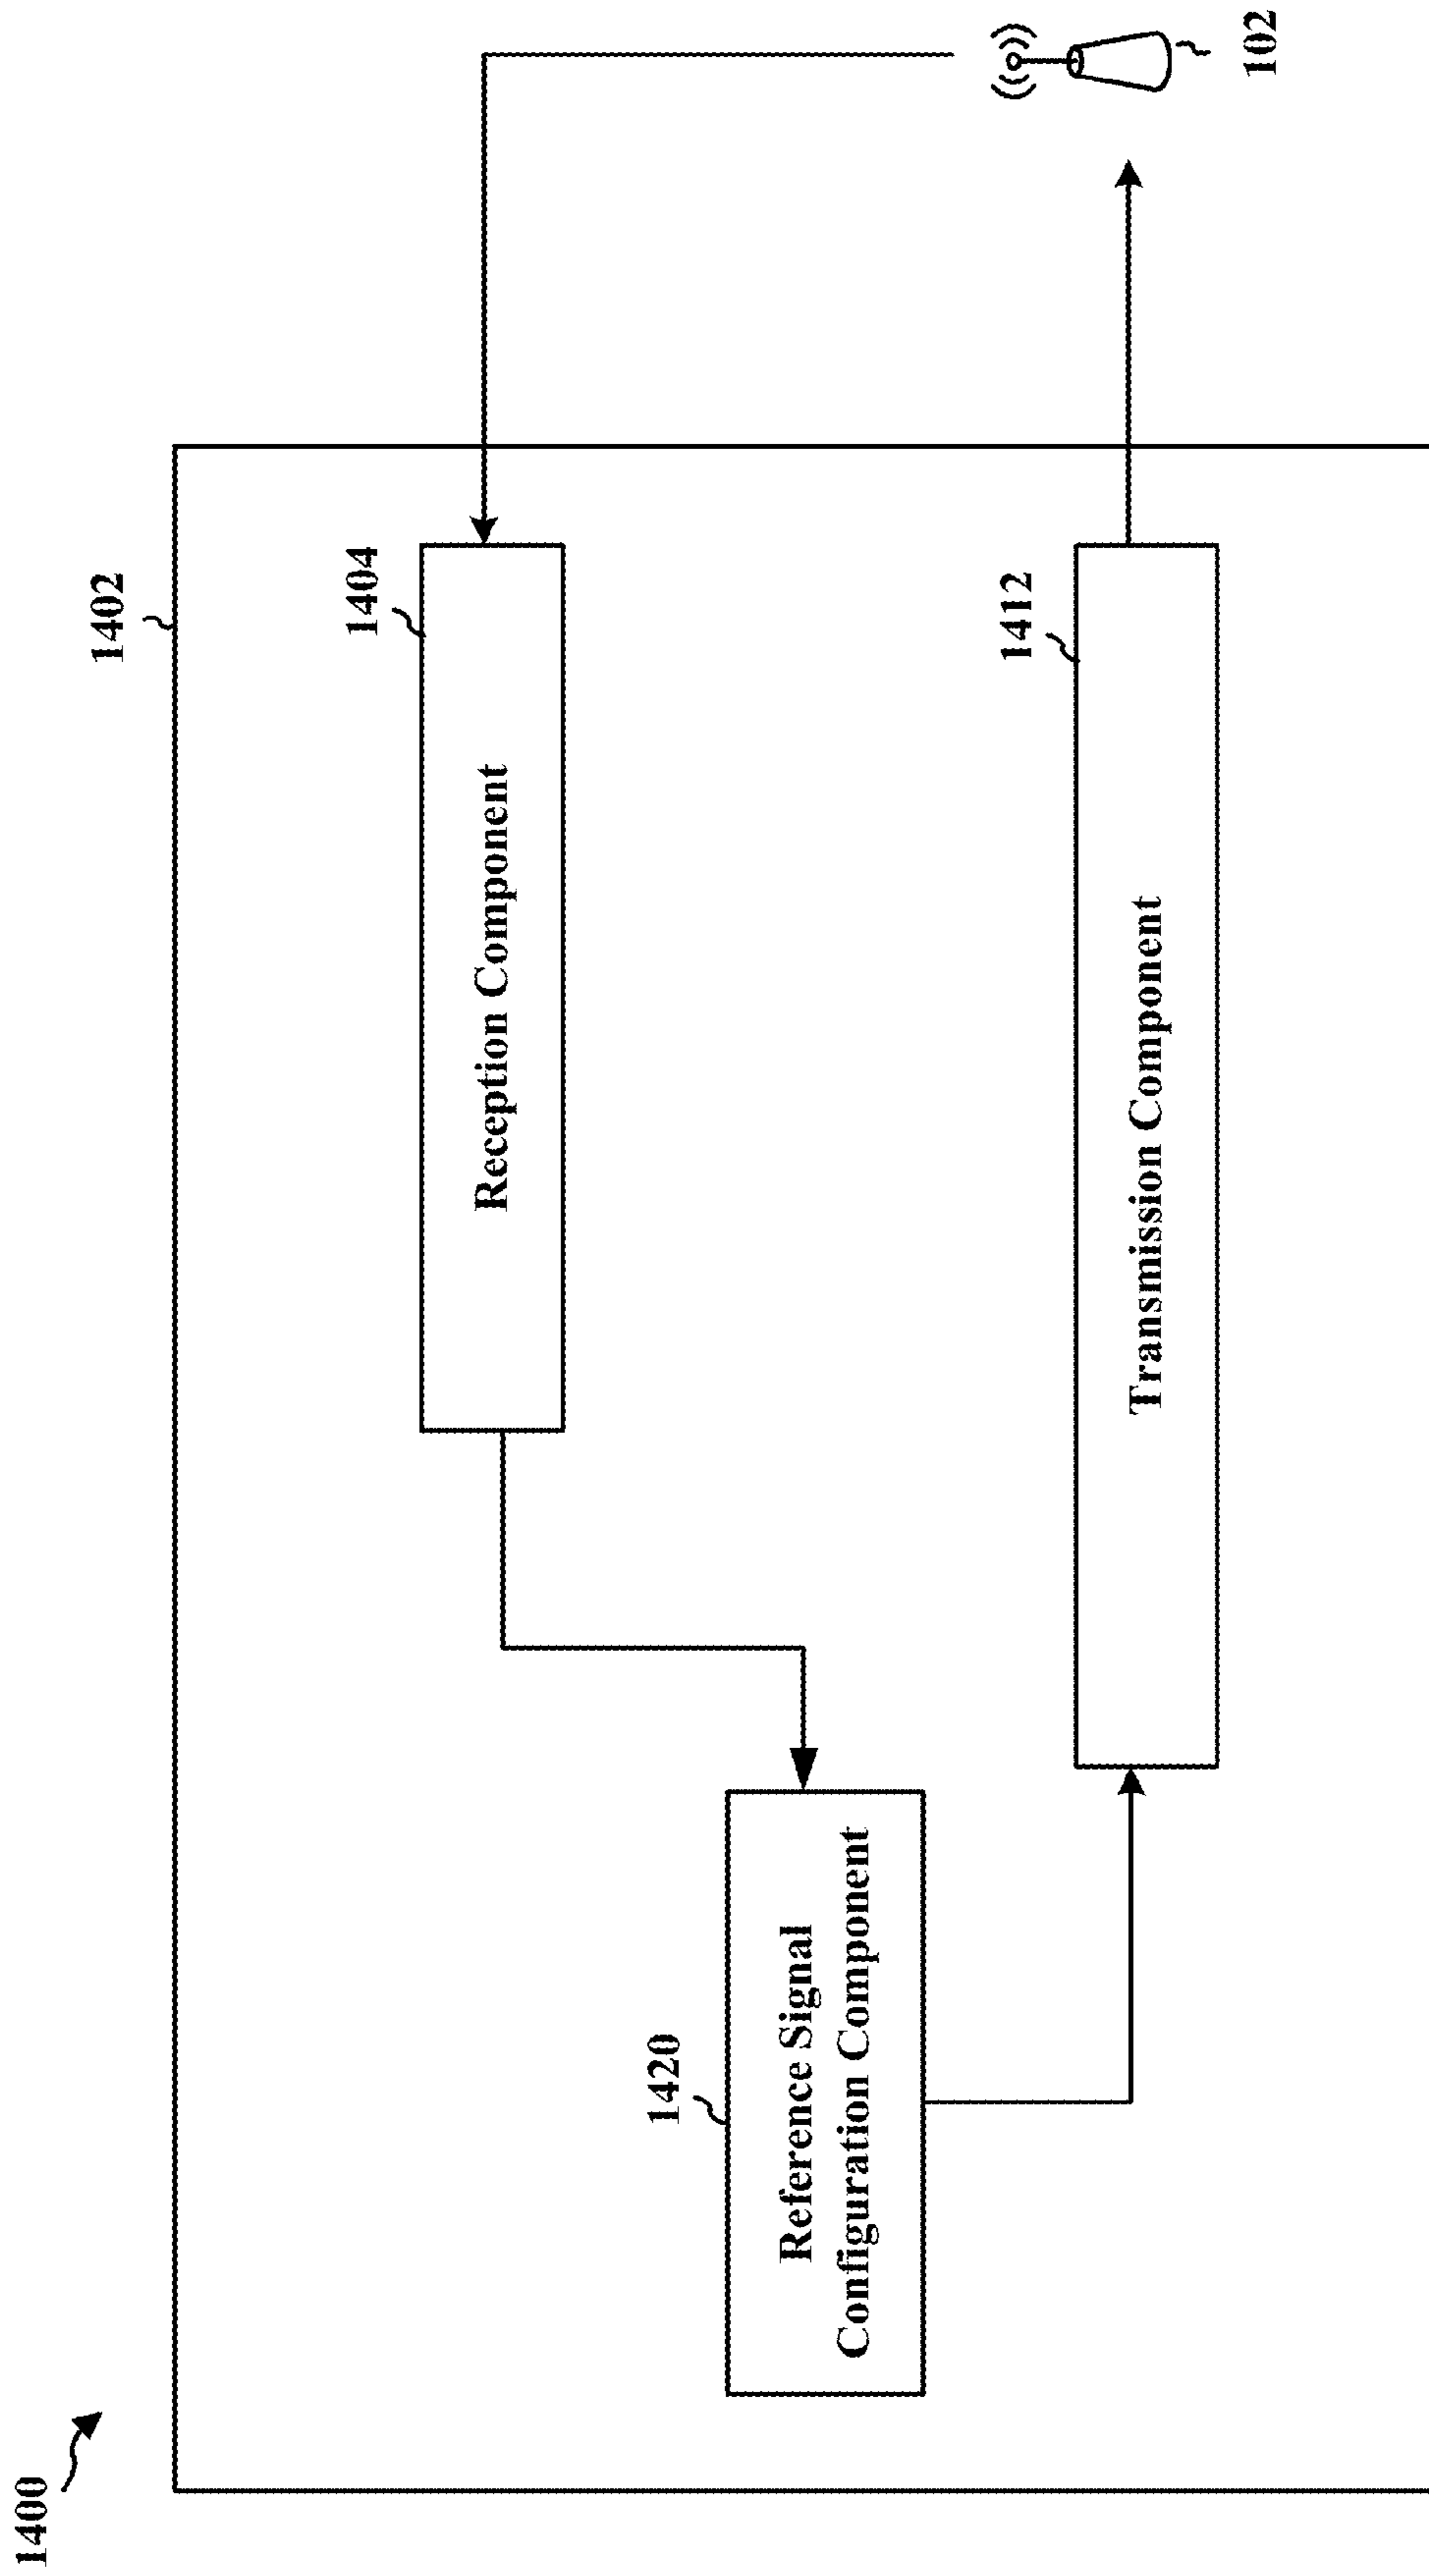 1400
1402
1404
Reception Component
1420
Reference Signal
Configuration Component
1412
Transmission Component
102